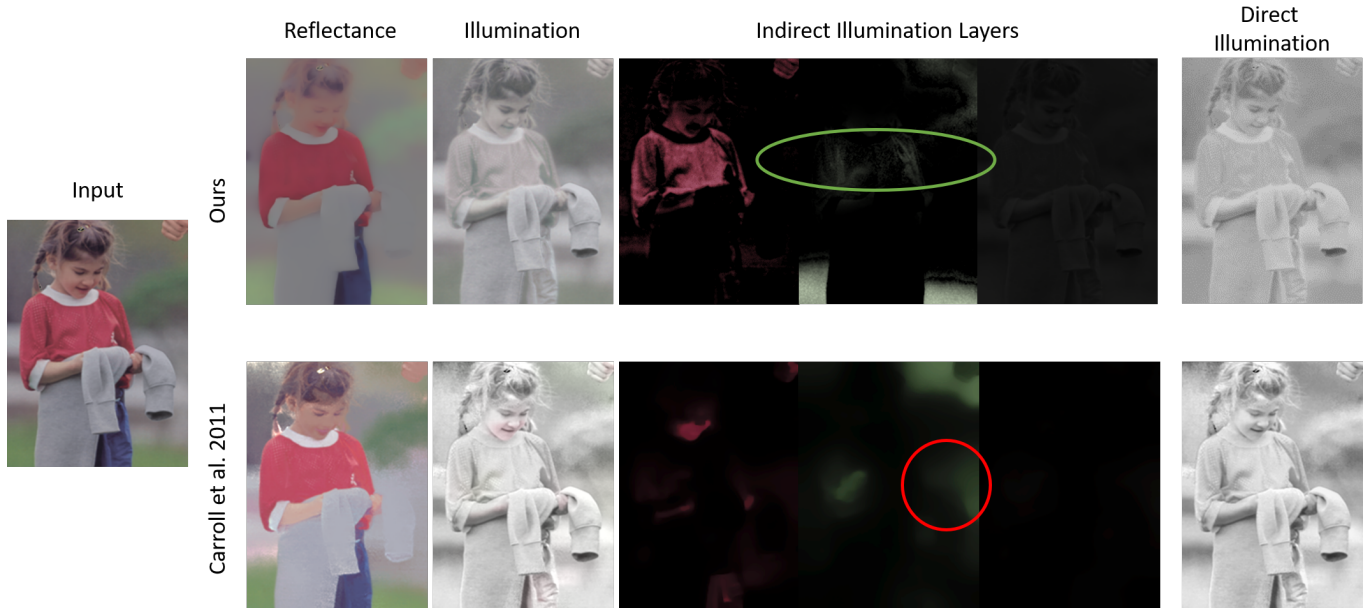 Reflectance
Illumination
Indirect Illumination Layers
Direct
Illumination
Input
Ours
Carroll et al. 2011